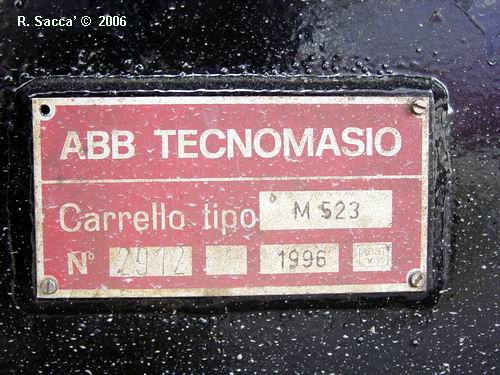 R. Sacca' © 2006
ABB TECNOMASIO
Carrello tipo M 523
N° 2912 1996